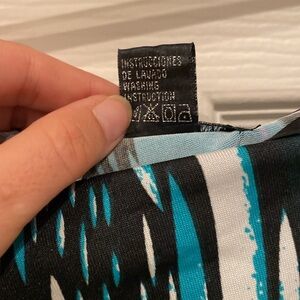 INSTRUCCIONES
DE LAVADO
WASHING
INSTRUCTION